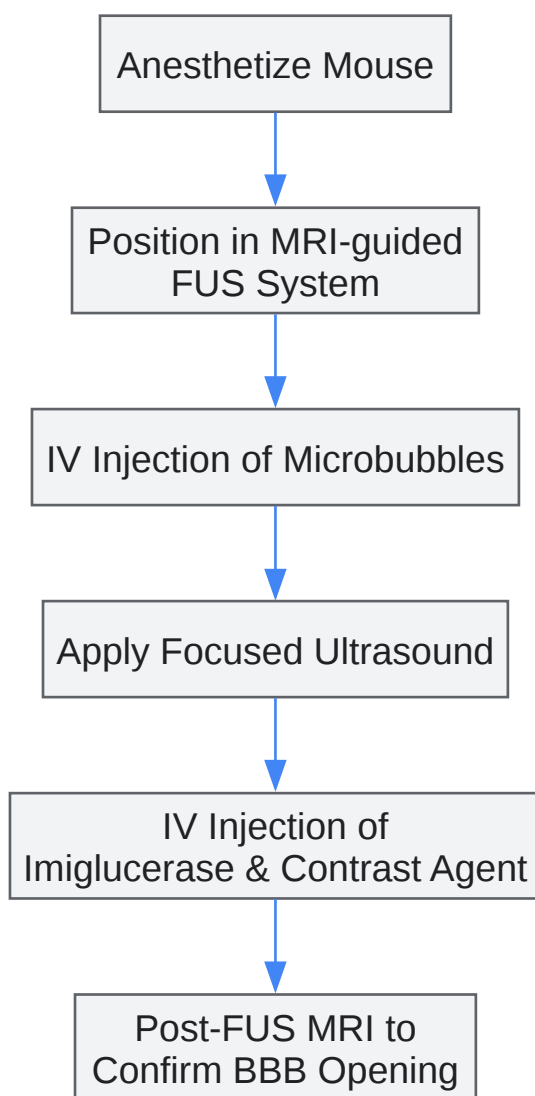 Anesthetize Mouse
Position in MRI-guided
FUS System
IV Injection of Microbubbles
Apply Focused Ultrasound
IV Injection of
Imiglucerase & Contrast Agent
Post-FUS MRI to
Confirm BBB Opening